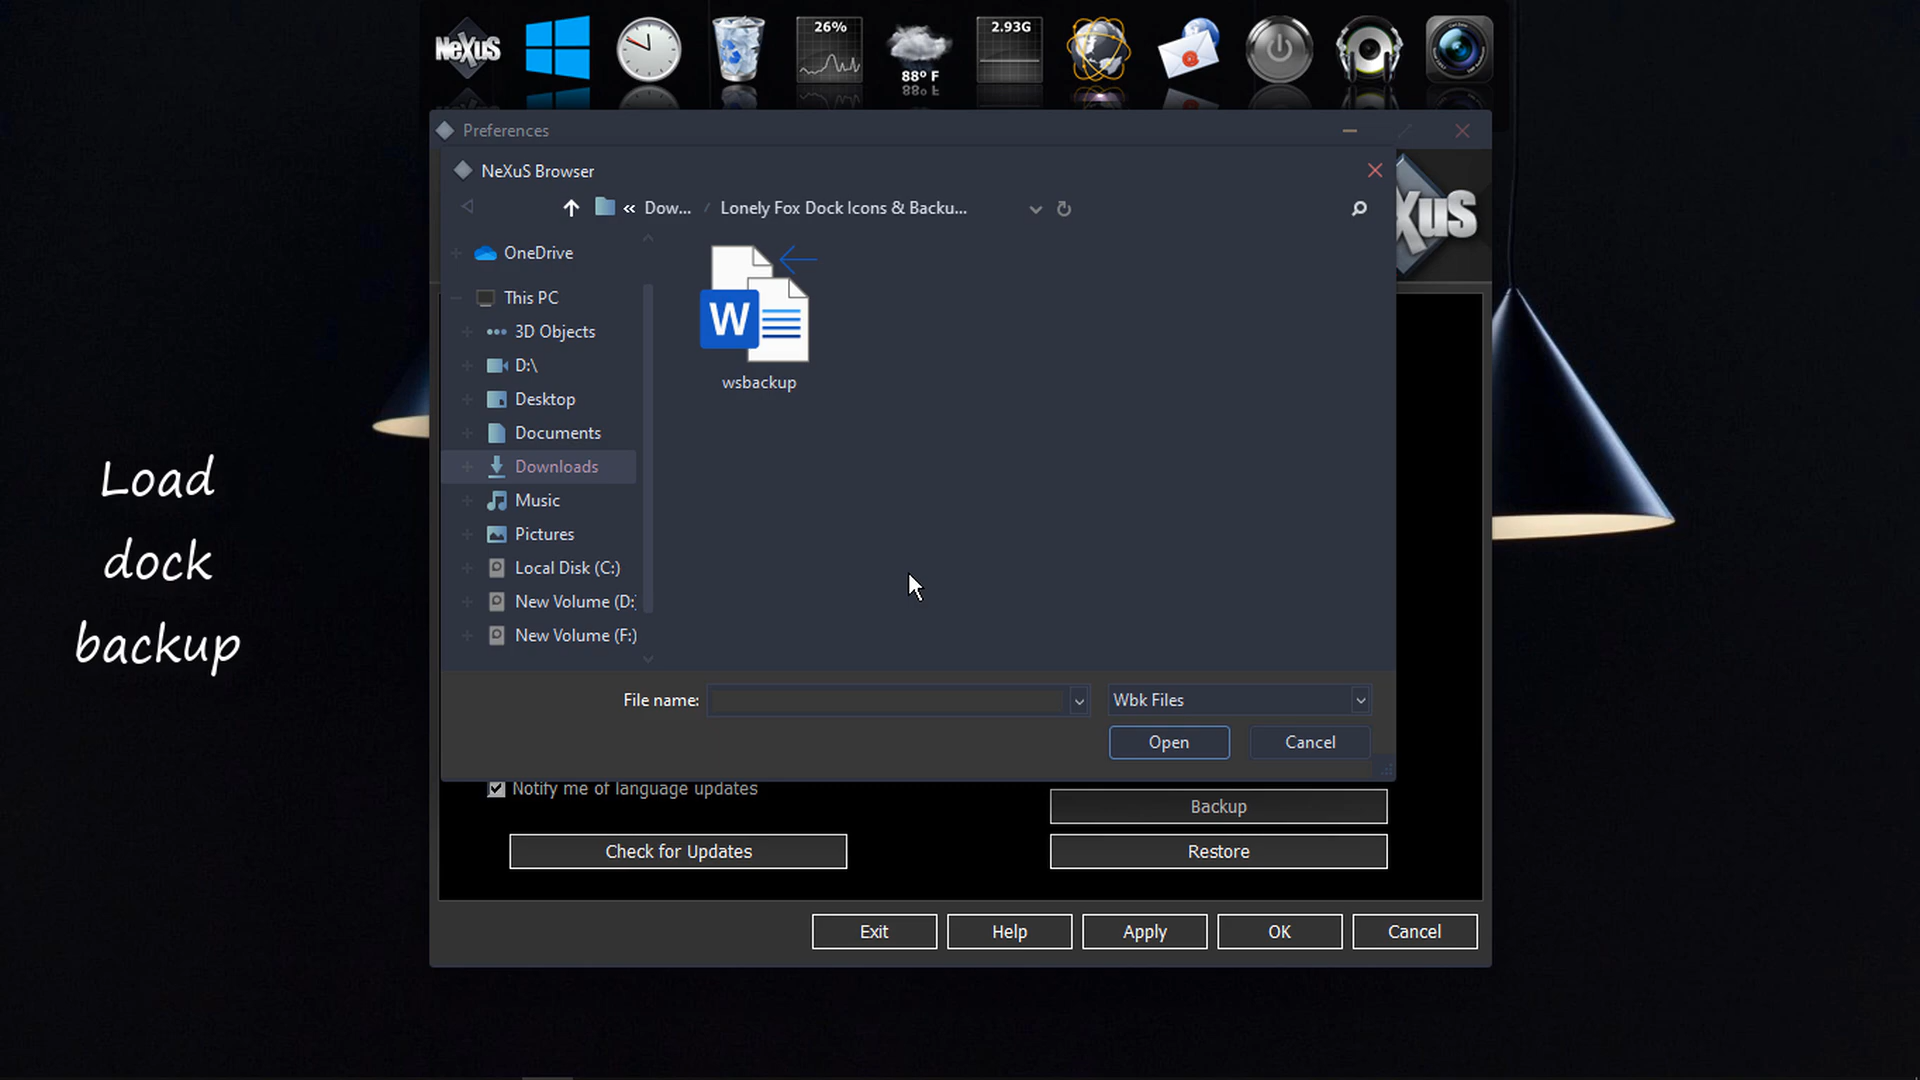 NeXuS
26%
88° F
2.93G
Preferences
NeXuS Browser
« Dow... / Lonely Fox Dock Icons & Backu...
XuS
OneDrive
This PC
3D Objects
D:\
Desktop
Documents
Downloads
Music
Pictures
Local Disk (C:)
New Volume (D:
New Volume (F:)
W
wsbackup
Load
dock
backup
File name:
Wbk Files
Open
Cancel
Notify me of language updates
Backup
Check for Updates
Restore
Exit
Help
Apply
OK
Cancel